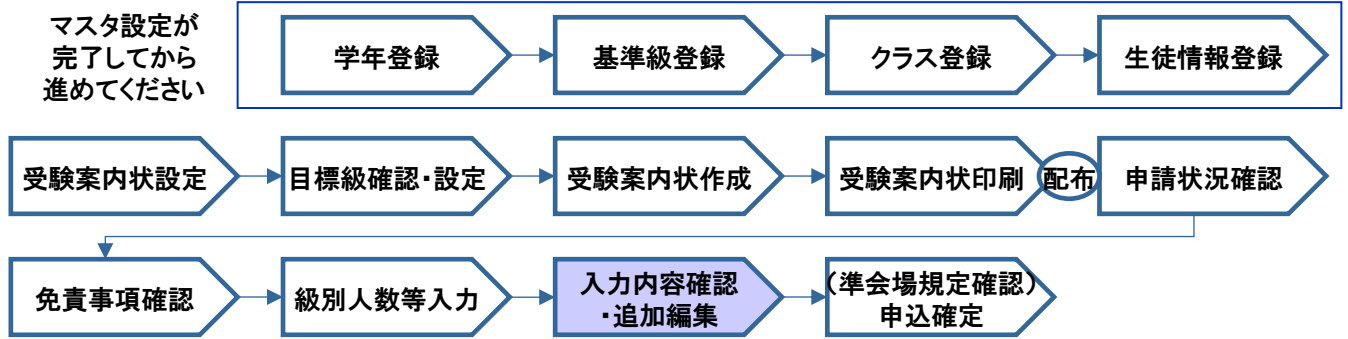 マスタ設定が
完了してから
進めてください
学年登録
基準級登録
クラス登録
生徒情報登録
受験案内状設定
目標級確認・設定
受験案内状作成
受験案内状印刷
配布
申請状況確認
免責事項確認
級別人数等入力
入力内容確認
・追加編集
（準会場規定確認）
申込確定